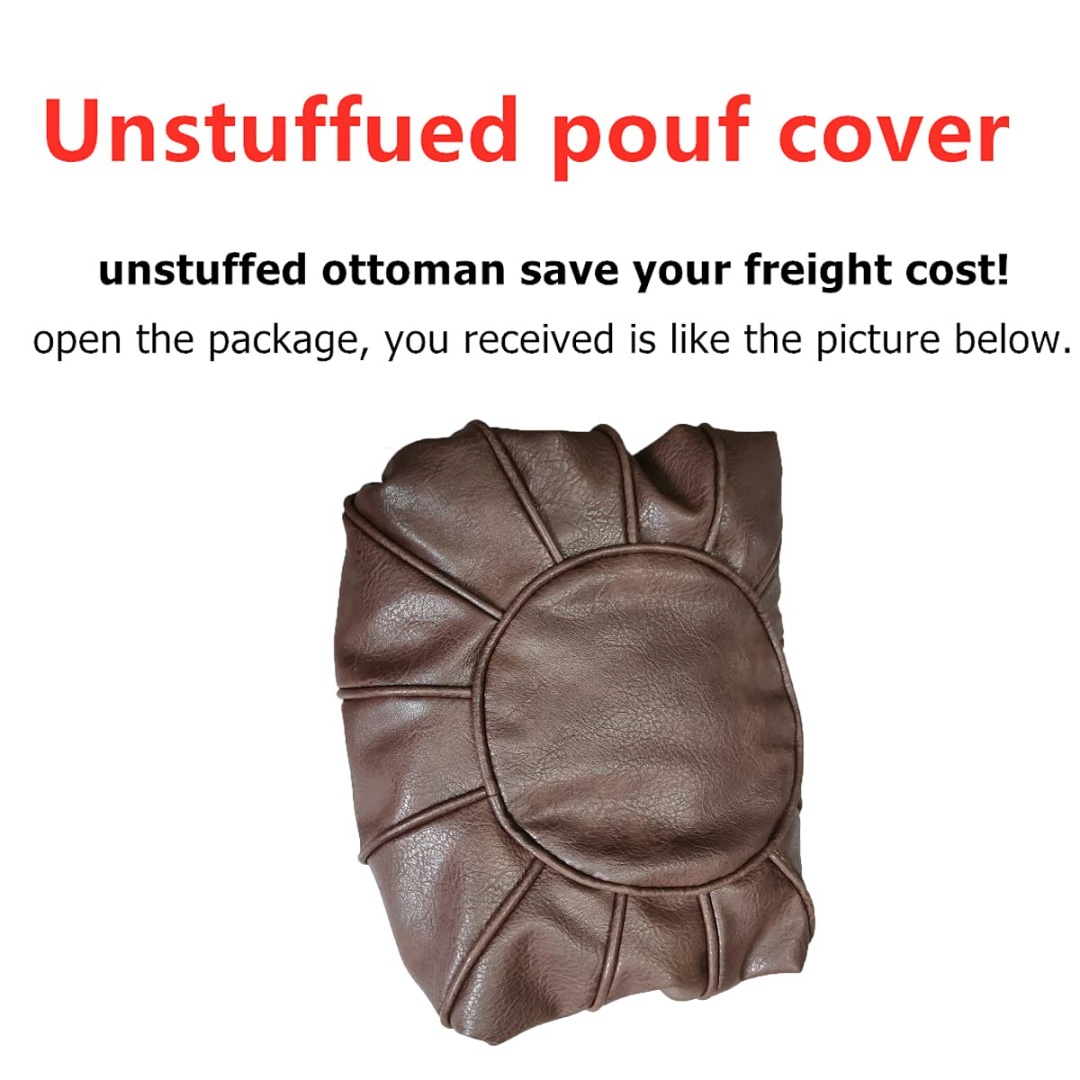 Unstuffued pouf cover
unstuffed ottoman save your freight cost!
open the package, you received is like the picture below.